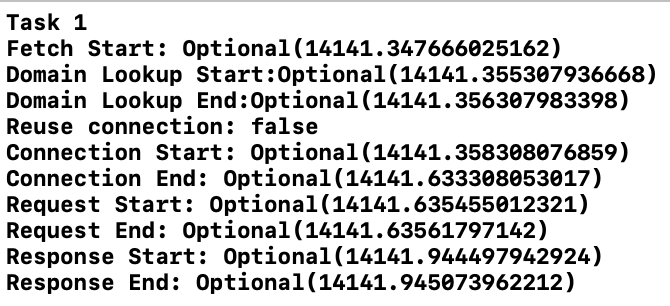 Task 1
Fetch Start: Optional(14141.347666025162)
Domain Lookup Start:Optional(14141.355307936668)
Domain Lookup End:Optional(14141.356307983398)
Reuse connection: false
Connection Start: Optional(14141.358308076859)
Connection End: Optional(14141.633308053017)
Request Start: Optional(14141.635455012321)
Request End: Optional(14141.63561797142)
Response Start: Optional(14141.944497942924)
Response End: Optional(14141.945073962212)